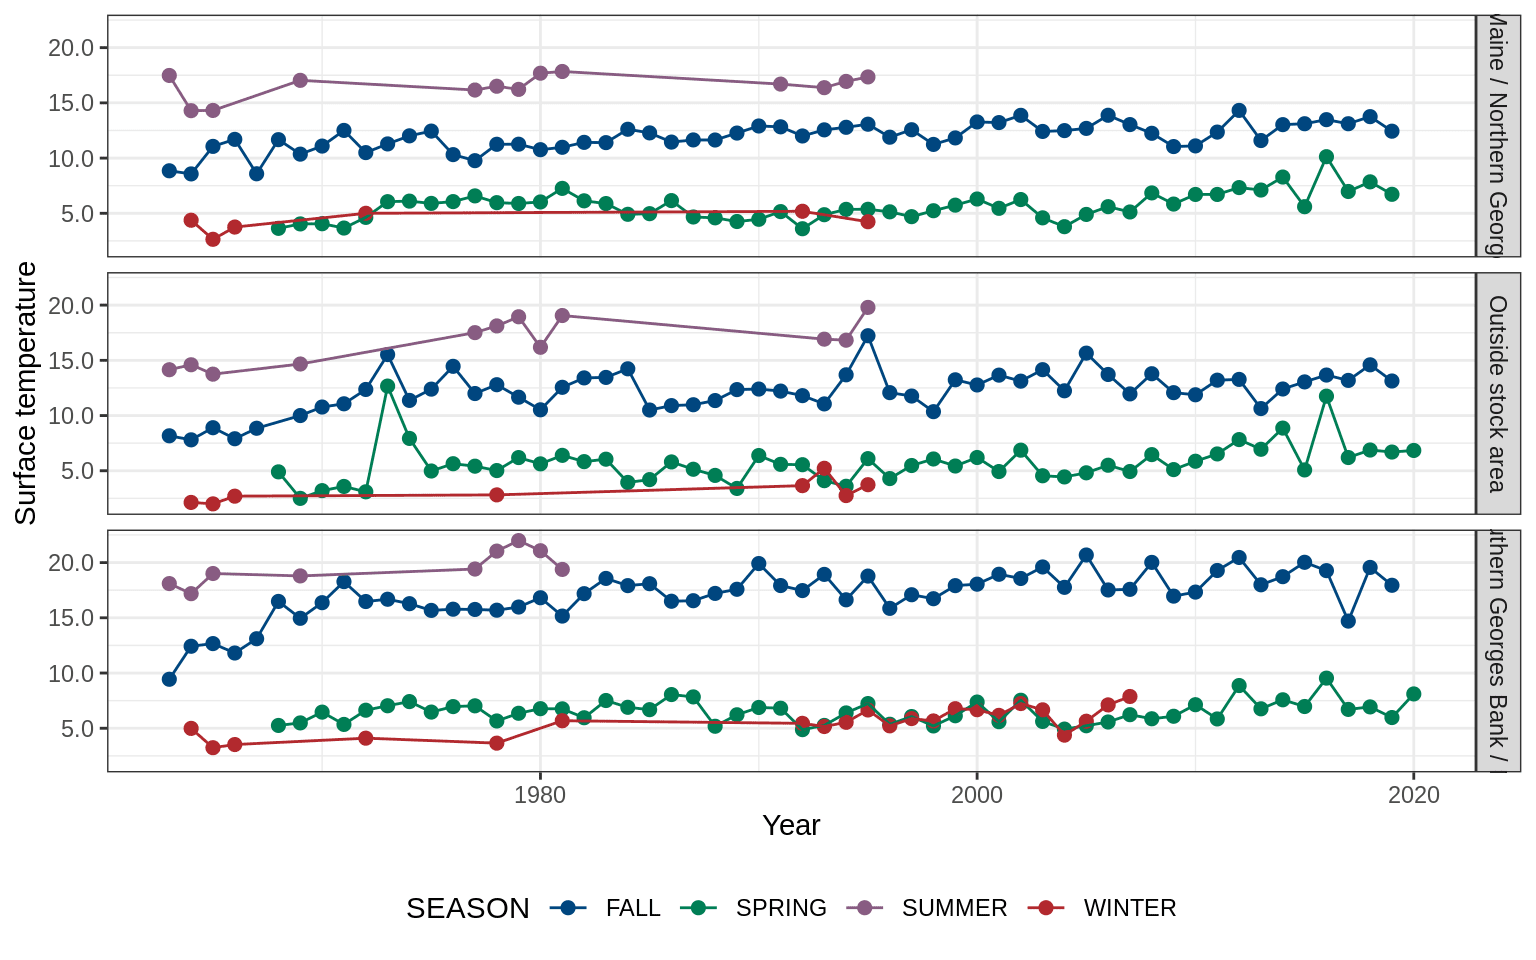 Surface temperature
20.0
15.0
10.0
5.0
Maine / Northern Georg
20.0
15.0
10.0
5.0
Outside stock area
20.0
15.0
10.0
5.0
thern Georges Bank /
1980
2000
2020
Year
SEASON FALL SPRING SUMMER WINTER